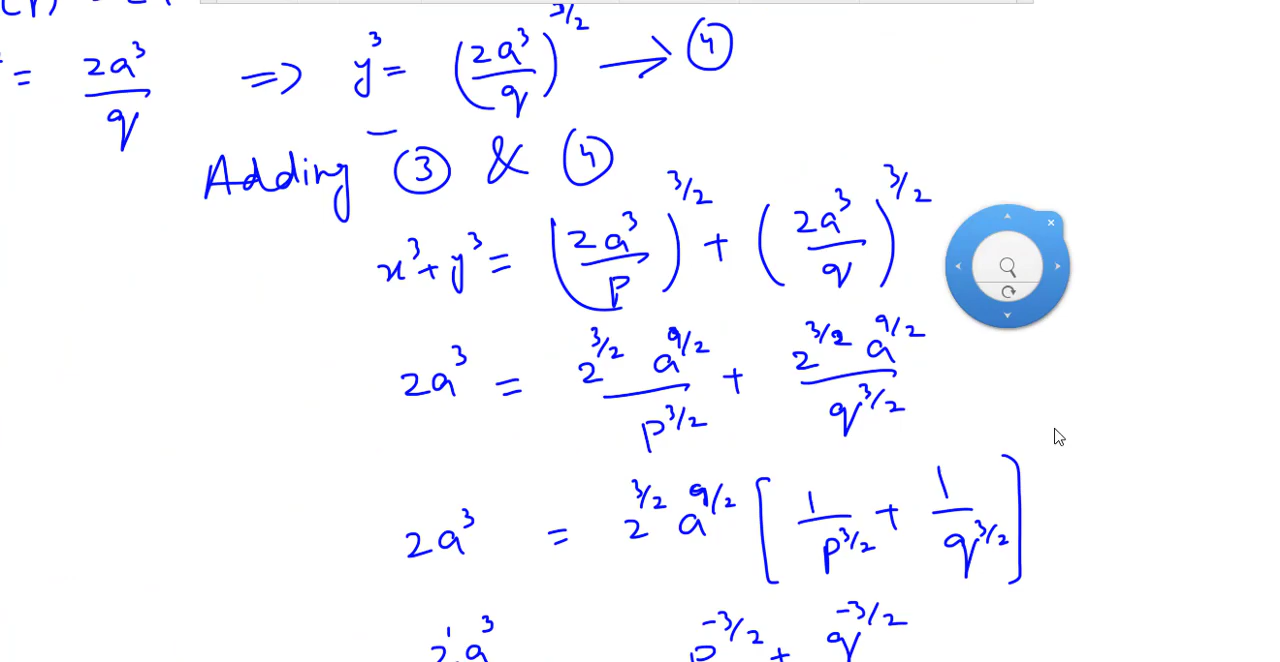 = 2a³/q => y³ = (2a³/q)^3/2 → ④
Adding ③ & ④
x³ + y³ = (2a³/p)^3/2 + (2a³/q)^3/2
2a³ = 2^3/2 a^9/2 / p^3/2 + 2^3/2 a^9/2 / q^3/2
2a³ = 2^3/2 a^9/2 [1/p^3/2 + 1/q^3/2]
2¹a³ p^-3/2 + q^-3/2